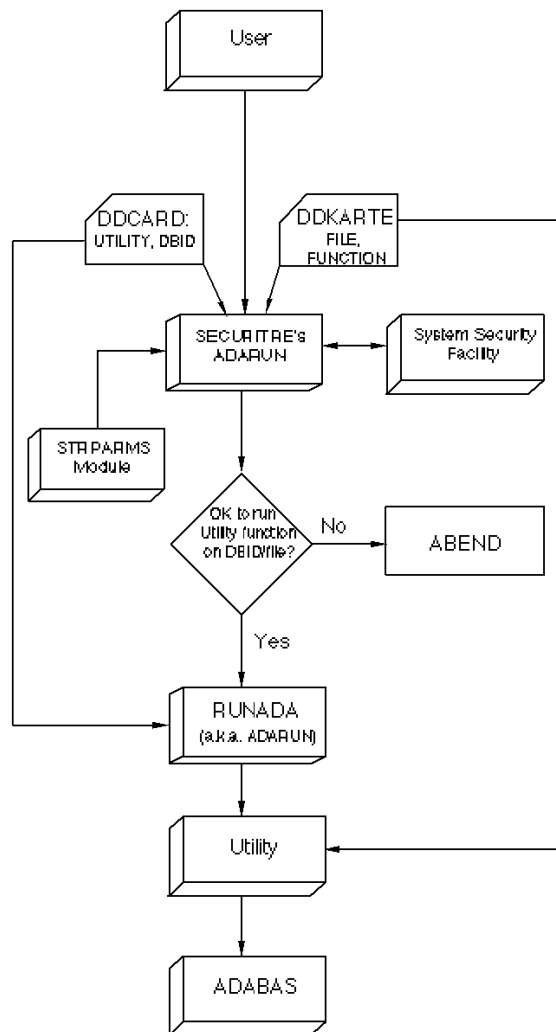 User
DDCARD:
UTILITY, DBID
DDKARTE
FILE,
FUNCTION
SECURITRE's
ADARUN
System Security
Facility
STRPARMS
Module
OK to run
Utility function
on DBID/file?
No
ABEND
Yes
RUNADA
(a.k.a. ADARUN)
Utility
ADABAS